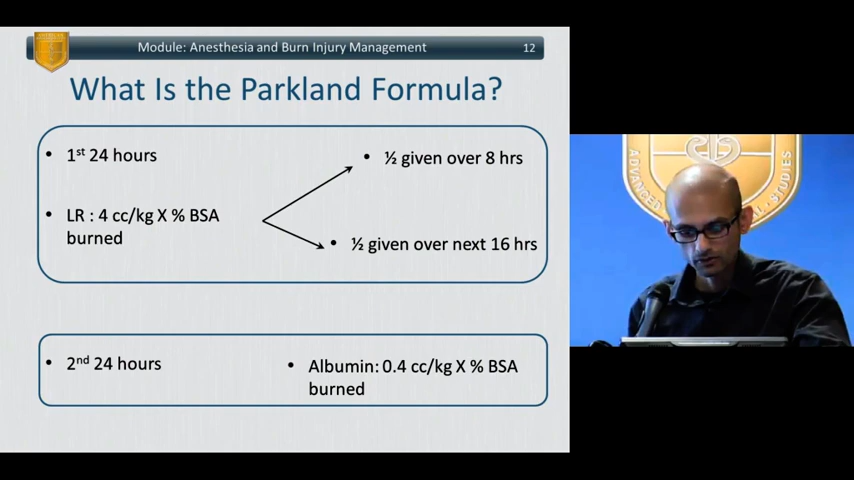 Module: Anesthesia and Burn Injury Management 12
What Is the Parkland Formula?
• 1st 24 hours
• LR : 4 cc/kg X % BSA
burned
• ½ given over 8 hrs
• ½ given over next 16 hrs
• 2nd 24 hours
• Albumin: 0.4 cc/kg X % BSA
burned
ADVANCED
STUDIES